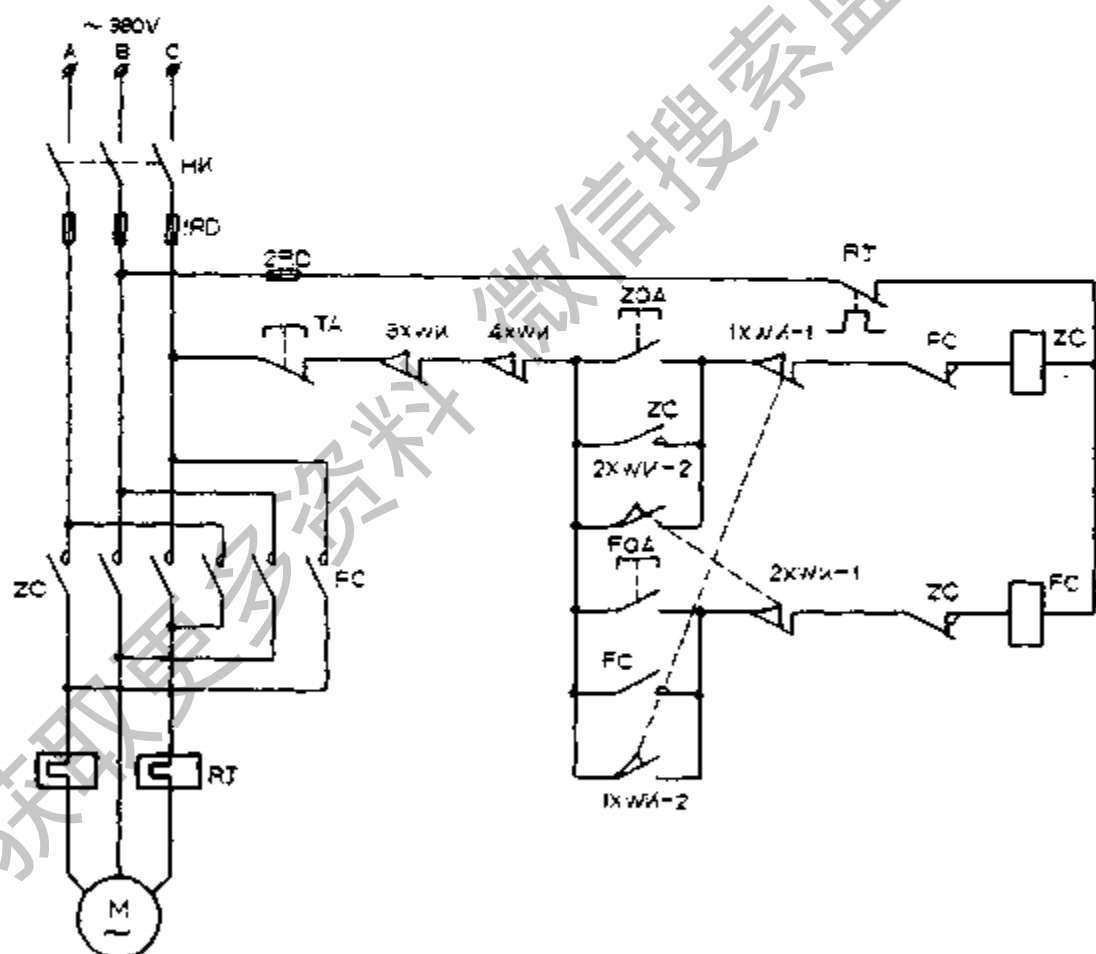 ~ 380V
A B C
HK
1RD
2RD
RJ
TA
3XWK
4XWK
ZQA
1XWK-1
FC
ZC
ZC
2XWK-2
FQA
2XWK-1
ZC
FC
ZC
FC
FC
1XWK-2
RJ
M
~
获取更多资料 微信搜索